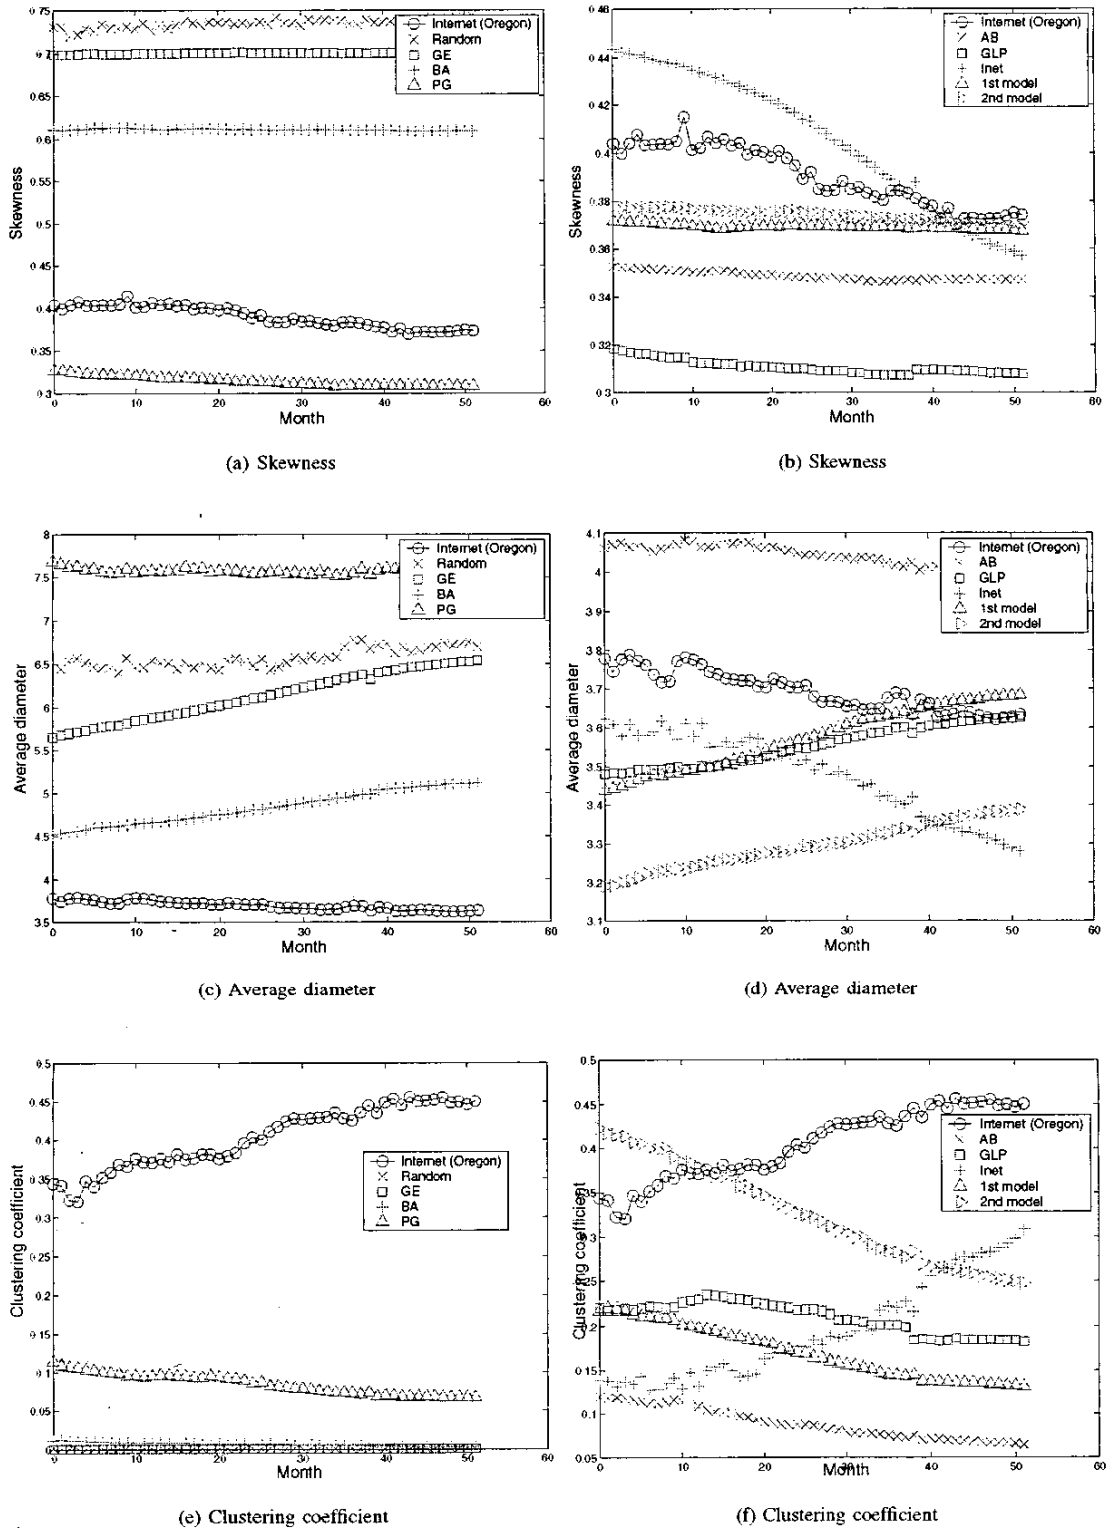 0.75
0.7
0.65
0.6
0.55
0.5
0.45
0.4
0.35
0.3
Skewness
0 10 20 30 40 50 60
Month
Internet (Oregon)
Random
GE
BA
PG
(a) Skewness
0.46
0.44
0.42
0.4
0.38
0.36
0.34
0.32
0.3
Skewness
0 10 20 30 40 50 60
Month
Internet (Oregon)
AB
GLP
Inet
1st model
2nd model
(b) Skewness
8
7.5
7
6.5
6
5.5
5
4.5
4
3.5
Average diameter
0 10 20 30 40 50 60
Month
Internet (Oregon)
Random
GE
BA
PG
(c) Average diameter
4.1
4
3.9
3.8
3.7
3.6
3.5
3.4
3.3
3.2
3.1
Average diameter
0 10 20 30 40 50 60
Month
Internet (Oregon)
AB
GLP
Inet
1st model
2nd model
(d) Average diameter
0.5
0.45
0.4
0.35
0.3
0.25
0.2
0.15
0.1
0.05
0
Clustering coefficient
10 20 30 40 50 60
Month
Internet (Oregon)
Random
GE
BA
PG
(e) Clustering coefficient
0.5
0.45
0.4
0.35
0.3
0.25
0.2
0.15
0.1
0.05
Clustering coefficient
0 10 20 30 40 50 60
Month
Internet (Oregon)
AB
GLP
Inet
1st model
2nd model
(f) Clustering coefficient